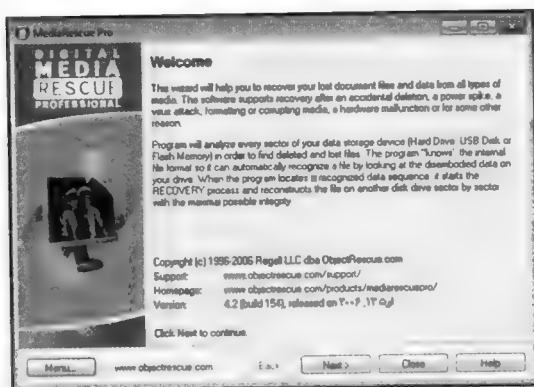 MediaRescue Pro
DIGITAL
MEDIA
RESCUE
PROFESSIONAL
Welcome
This wizard will help you to recover your lost document files and data from all types of
media. The software supports recovery after an accidental deletion, a power spike, a
virus attack, formatting or corrupting media, a hardware malfunction or for some other
reason.
Program will analyze every sector of your data storage device (Hard Drive, USB Disk or
Flash Memory) in order to find deleted and lost files. The program "knows" the internal
file format so it can automatically recognize a file by looking at the disembodied data on
your drive. When the program locates a recognized data sequence it starts the
RECOVERY process and reconstructs the file on another disk drive sector by sector
with the maximal possible integrity
Copyright (c) 1996-2006 Regall LLC dba ObjectRescue.com
Support: www.objectrescue.com/support/
Homepage: www.objectrescue.com/products/mediarescuepro/
Version: 4.2 (build 154), released on ۲۰۰۶ ,۱۳
Click Next to continue.
Menu... www.objectrescue.com Back Next > Close Help